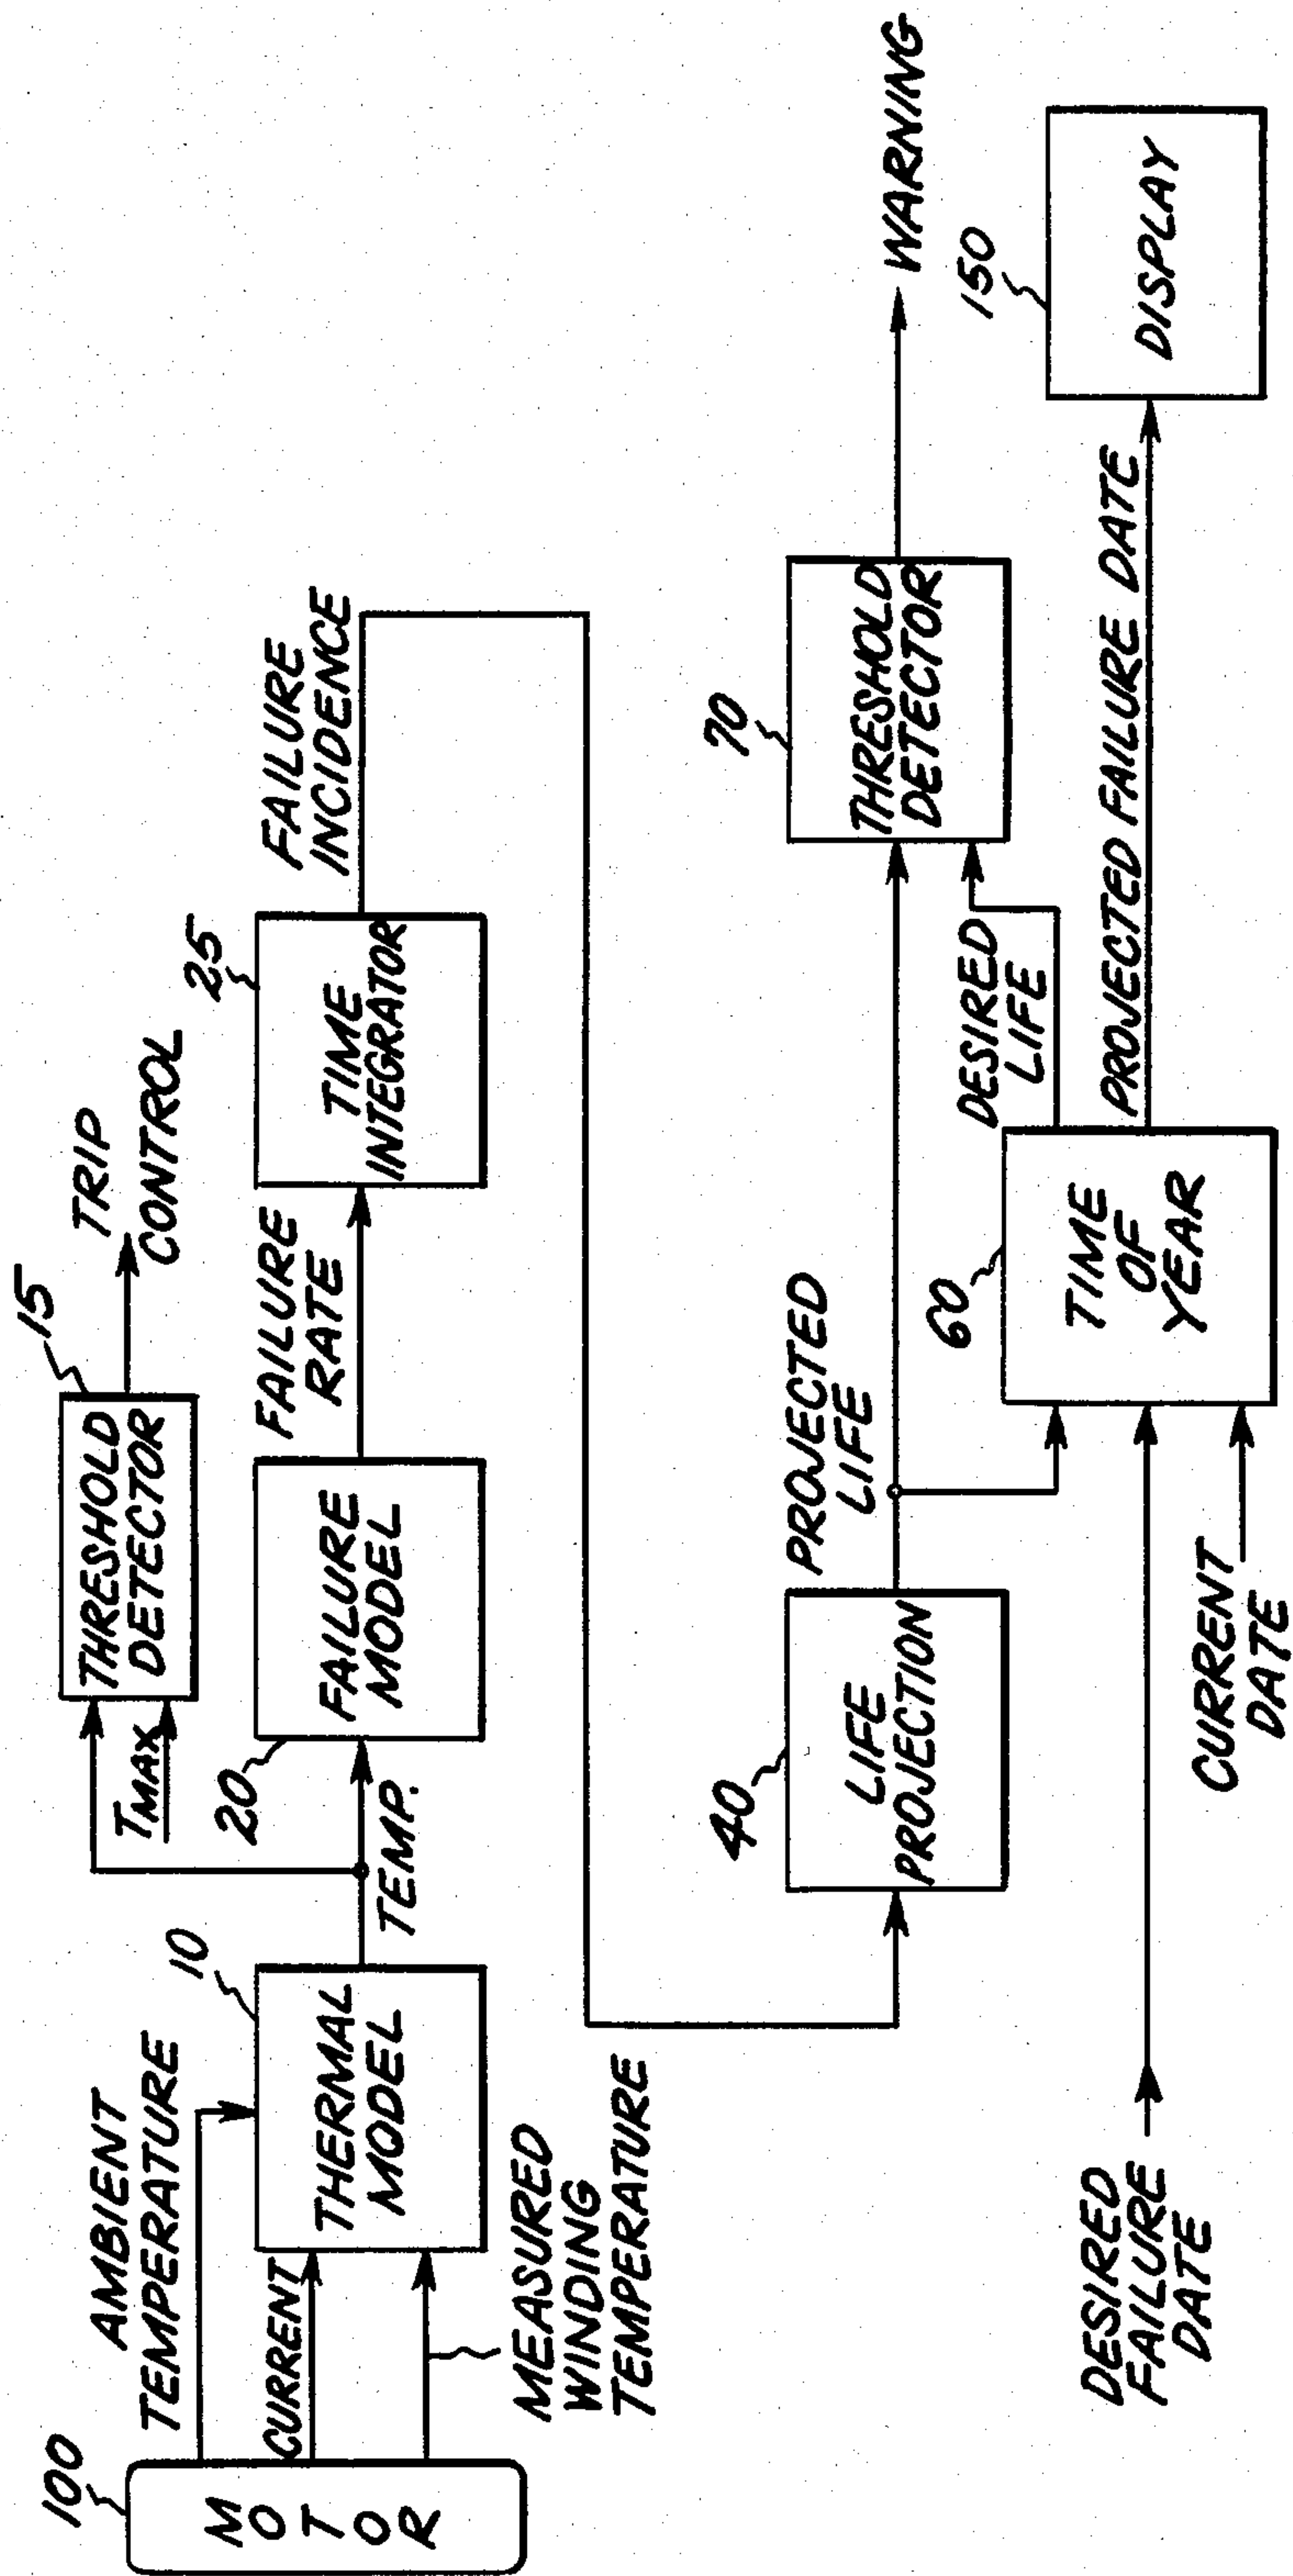 100
MOTOR
AMBIENT
TEMPERATURE
CURRENT
MEASURED
WINDING
TEMPERATURE
10
THERMAL
MODEL
TEMP.
TMAX
15
THRESHOLD
DETECTOR
TRIP
CONTROL
20
FAILURE
MODEL
FAILURE
RATE
25
TIME
INTEGRATOR
FAILURE
INCIDENCE
40
LIFE
PROJECTION
PROJECTED
LIFE
70
THRESHOLD
DETECTOR
WARNING
DESIRED
FAILURE
DATE
CURRENT
DATE
60
TIME
OF
YEAR
DESIRED
LIFE
PROJECTED FAILURE DATE
150
DISPLAY